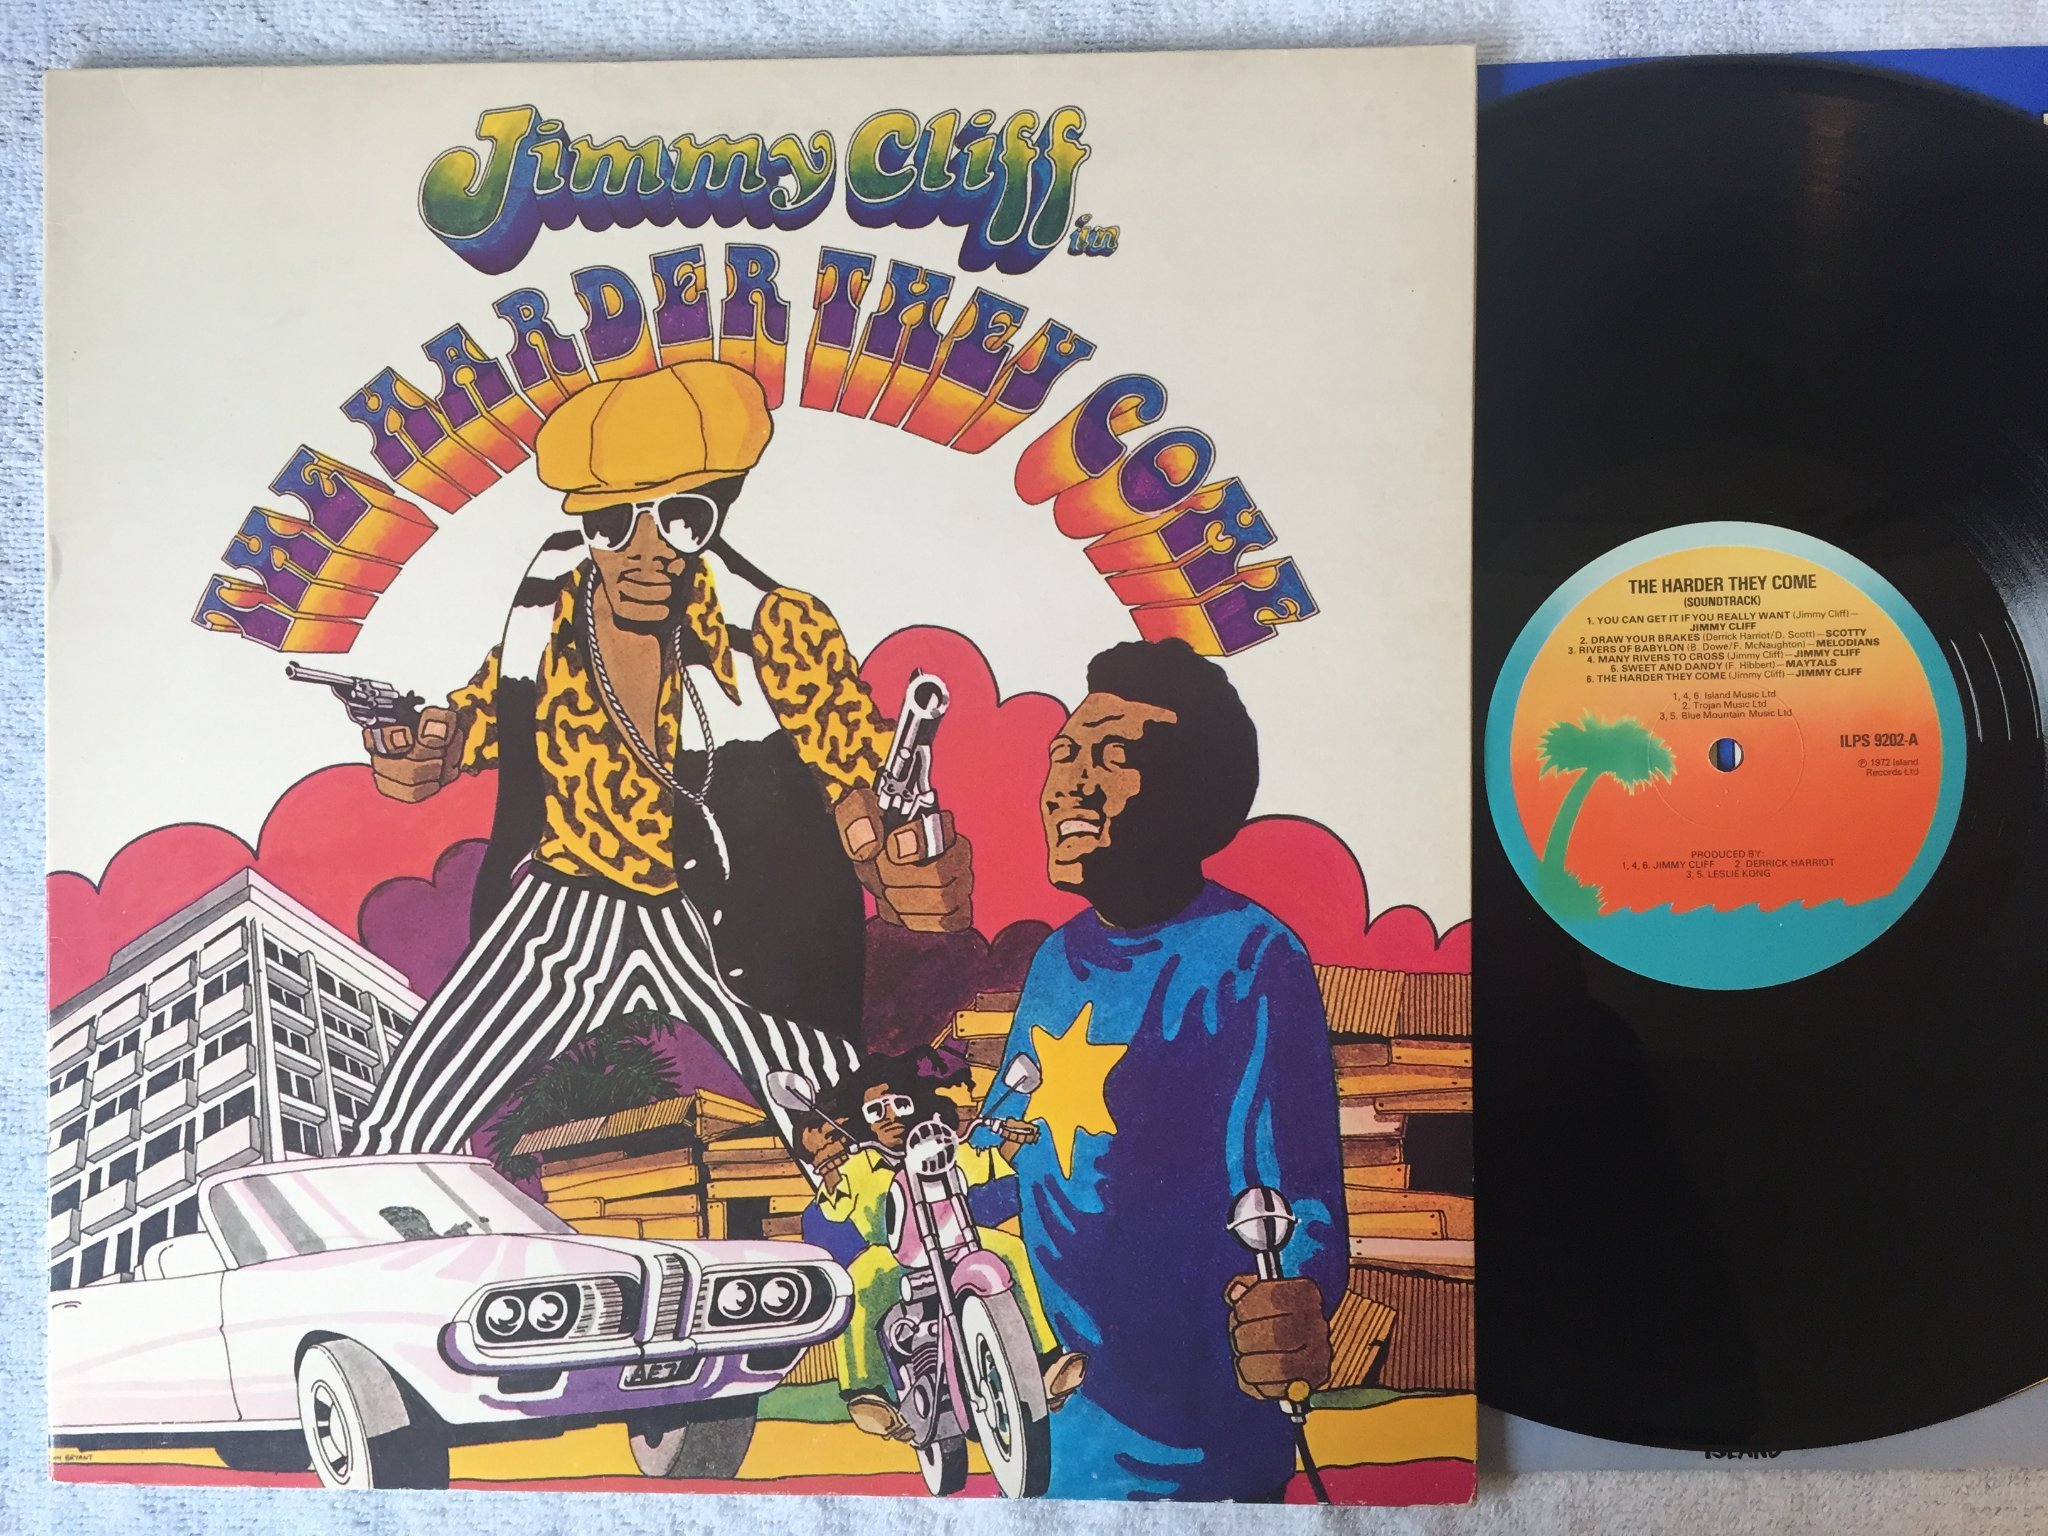 Jimmy Cliff in
THE HARDER THEY COME
AE71
BRYANT
THE HARDER THEY COME
(SOUNDTRACK)
1. YOU CAN GET IT IF YOU REALLY WANT (Jimmy Cliff)—
JIMMY CLIFF
2. DRAW YOUR BRAKES (Derrick Harriot/D. Scott)—SCOTTY
3. RIVERS OF BABYLON (B. Dowe/F. McNaughton)—MELODIANS
4. MANY RIVERS TO CROSS (Jimmy Cliff)—JIMMY CLIFF
5. SWEET AND DANDY (F. Hibbert)—MAYTALS
6. THE HARDER THEY COME (Jimmy Cliff)—JIMMY CLIFF
1, 4, 6. Island Music Ltd
2. Trojan Music Ltd
3, 5. Blue Mountain Music Ltd
ILPS 9202-A
℗ 1972 Island
Records Ltd
PRODUCED BY:
1, 4, 6. JIMMY CLIFF 2. DERRICK HARRIOT
3, 5. LESLIE KONG
ISLAND